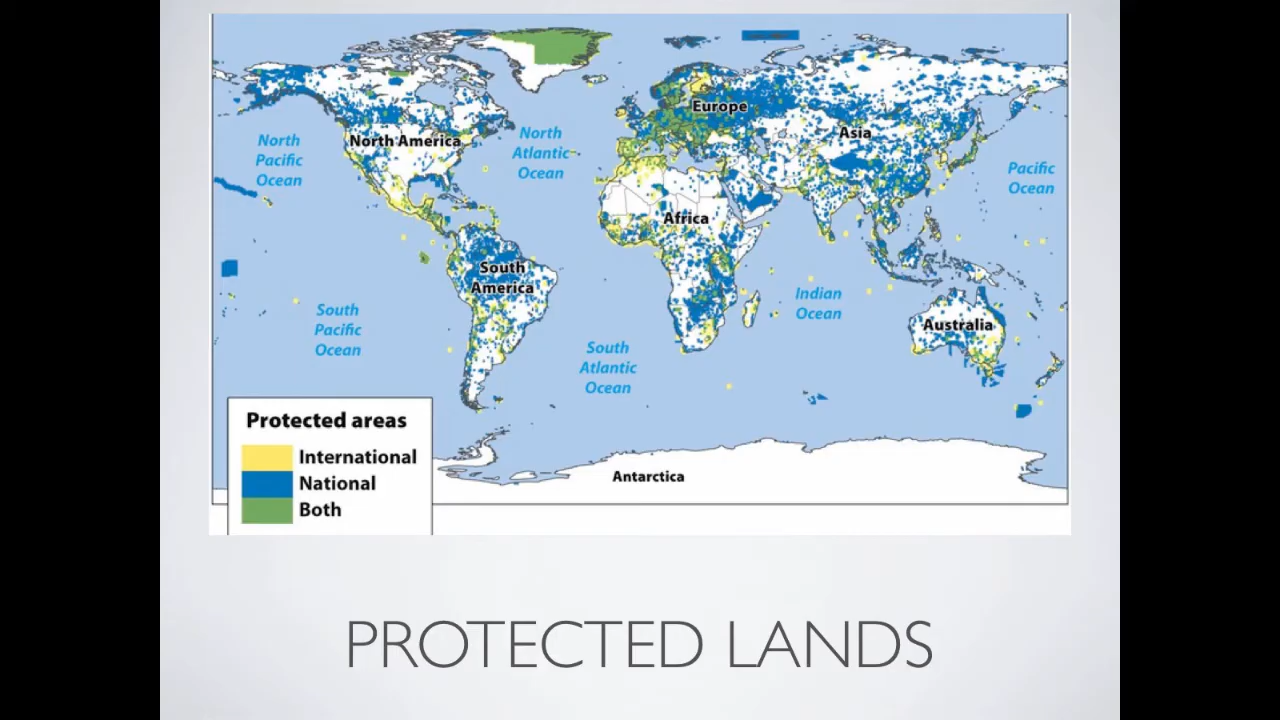 North America
Europe
Asia
North
Pacific
Ocean
North
Atlantic
Ocean
Pacific
Ocean
Africa
South
America
Indian
Ocean
South
Pacific
Ocean
Australia
South
Atlantic
Ocean
Antarctica
Protected areas
International
National
Both
PROTECTED LANDS